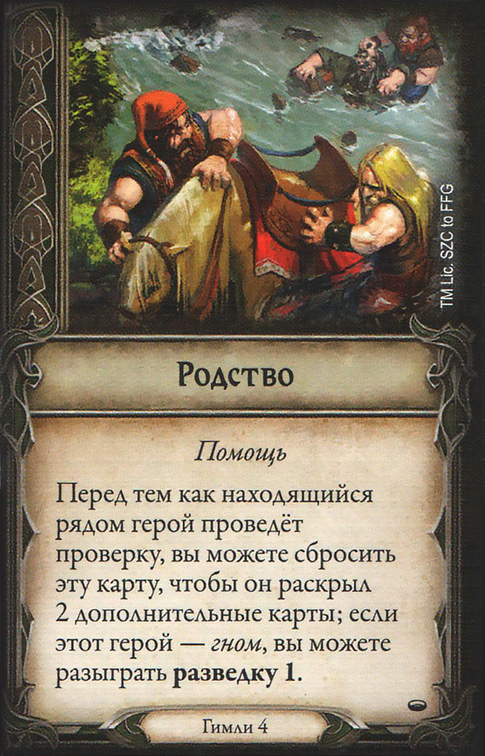 TM Lic. SZC to FFG
Родство
Помощь
Перед тем как находящийся
рядом герой проведёт
проверку, вы можете сбросить
эту карту, чтобы он раскрыл
2 дополнительные карты; если
этот герой — гном, вы можете
разыграть разведку 1.
Гимли 4